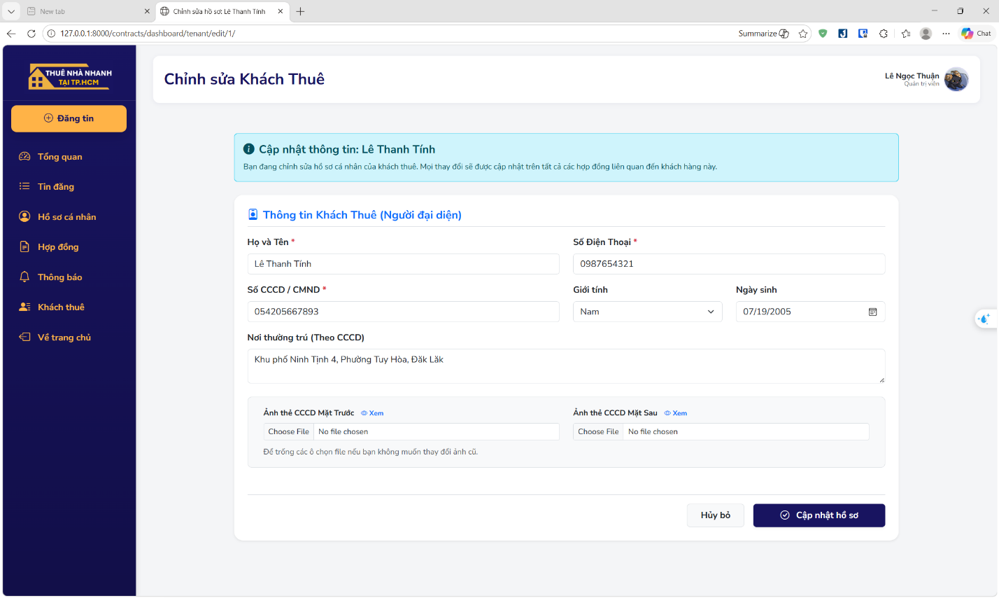 New tab
Chỉnh sửa hồ sơ: Lê Thanh Tính
127.0.0.1:8000/contracts/dashboard/tenant/edit/1/
Summarize
Chat
THUÊ NHÀ NHANH
TẠI TP.HCM
Đăng tin
Tổng quan
Tin đăng
Hồ sơ cá nhân
Hợp đồng
Thông báo
Khách thuê
Về trang chủ
Chỉnh sửa Khách Thuê
Lê Ngọc Thuận
Quản trị viên
Cập nhật thông tin: Lê Thanh Tính
Bạn đang chỉnh sửa hồ sơ cá nhân của khách thuê. Mọi thay đổi sẽ được cập nhật trên tất cả các hợp đồng liên quan đến khách hàng này.
Thông tin Khách Thuê (Người đại diện)
Họ và Tên *
Số Điện Thoại *
Lê Thanh Tính
0987654321
Số CCCD / CMND *
Giới tính
Ngày sinh
054205667893
Nam
07/19/2005
Nơi thường trú (Theo CCCD)
Khu phố Ninh Tịnh 4, Phường Tuy Hòa, Đăk Lăk
Ảnh thẻ CCCD Mặt Trước Xem
Ảnh thẻ CCCD Mặt Sau Xem
Choose File No file chosen
Choose File No file chosen
Để trống các ô chọn file nếu bạn không muốn thay đổi ảnh cũ.
Hủy bỏ
Cập nhật hồ sơ